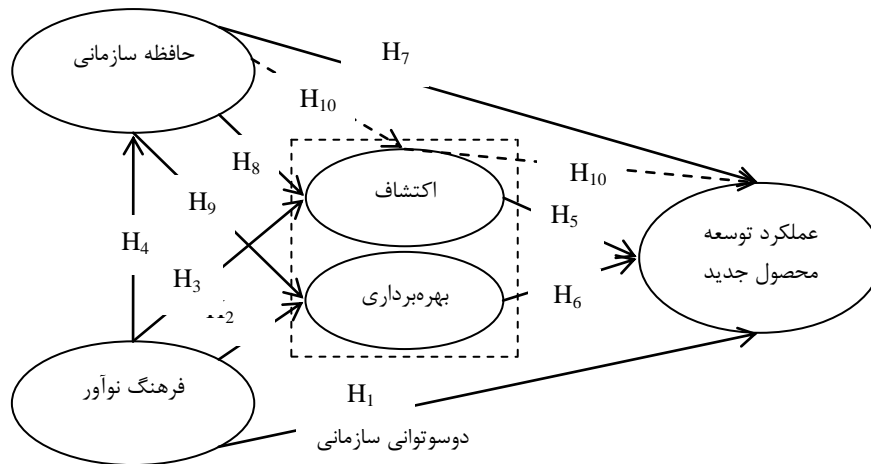 حافظه سازمانی
H7
H10
H8
H10
اکتشاف
H5
H9
عملکرد توسعه
محصول جدید
H4
H3
بهره‌برداری
H6
H2
فرهنگ نوآور
H1
دوسوتوانی سازمانی